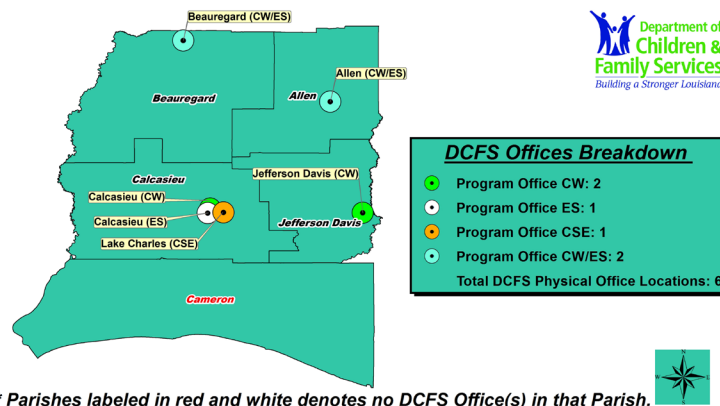 Beauregard (CW/ES)
Department of
Children &
Family Services
Building a Stronger Louisiana
Allen (CW/ES)
Beauregard
Allen
DCFS Offices Breakdown
Calcasieu
Jefferson Davis (CW)
Program Office CW: 2
Calcasieu (CW)
Program Office ES: 1
Calcasieu (ES)
Jefferson Davis
Program Office CSE: 1
Lake Charles (CSE)
Program Office CW/ES: 2
Total DCFS Physical Office Locations: 6
Cameron
N
W
E
S
* Parishes labeled in red and white denotes no DCFS Office(s) in that Parish.